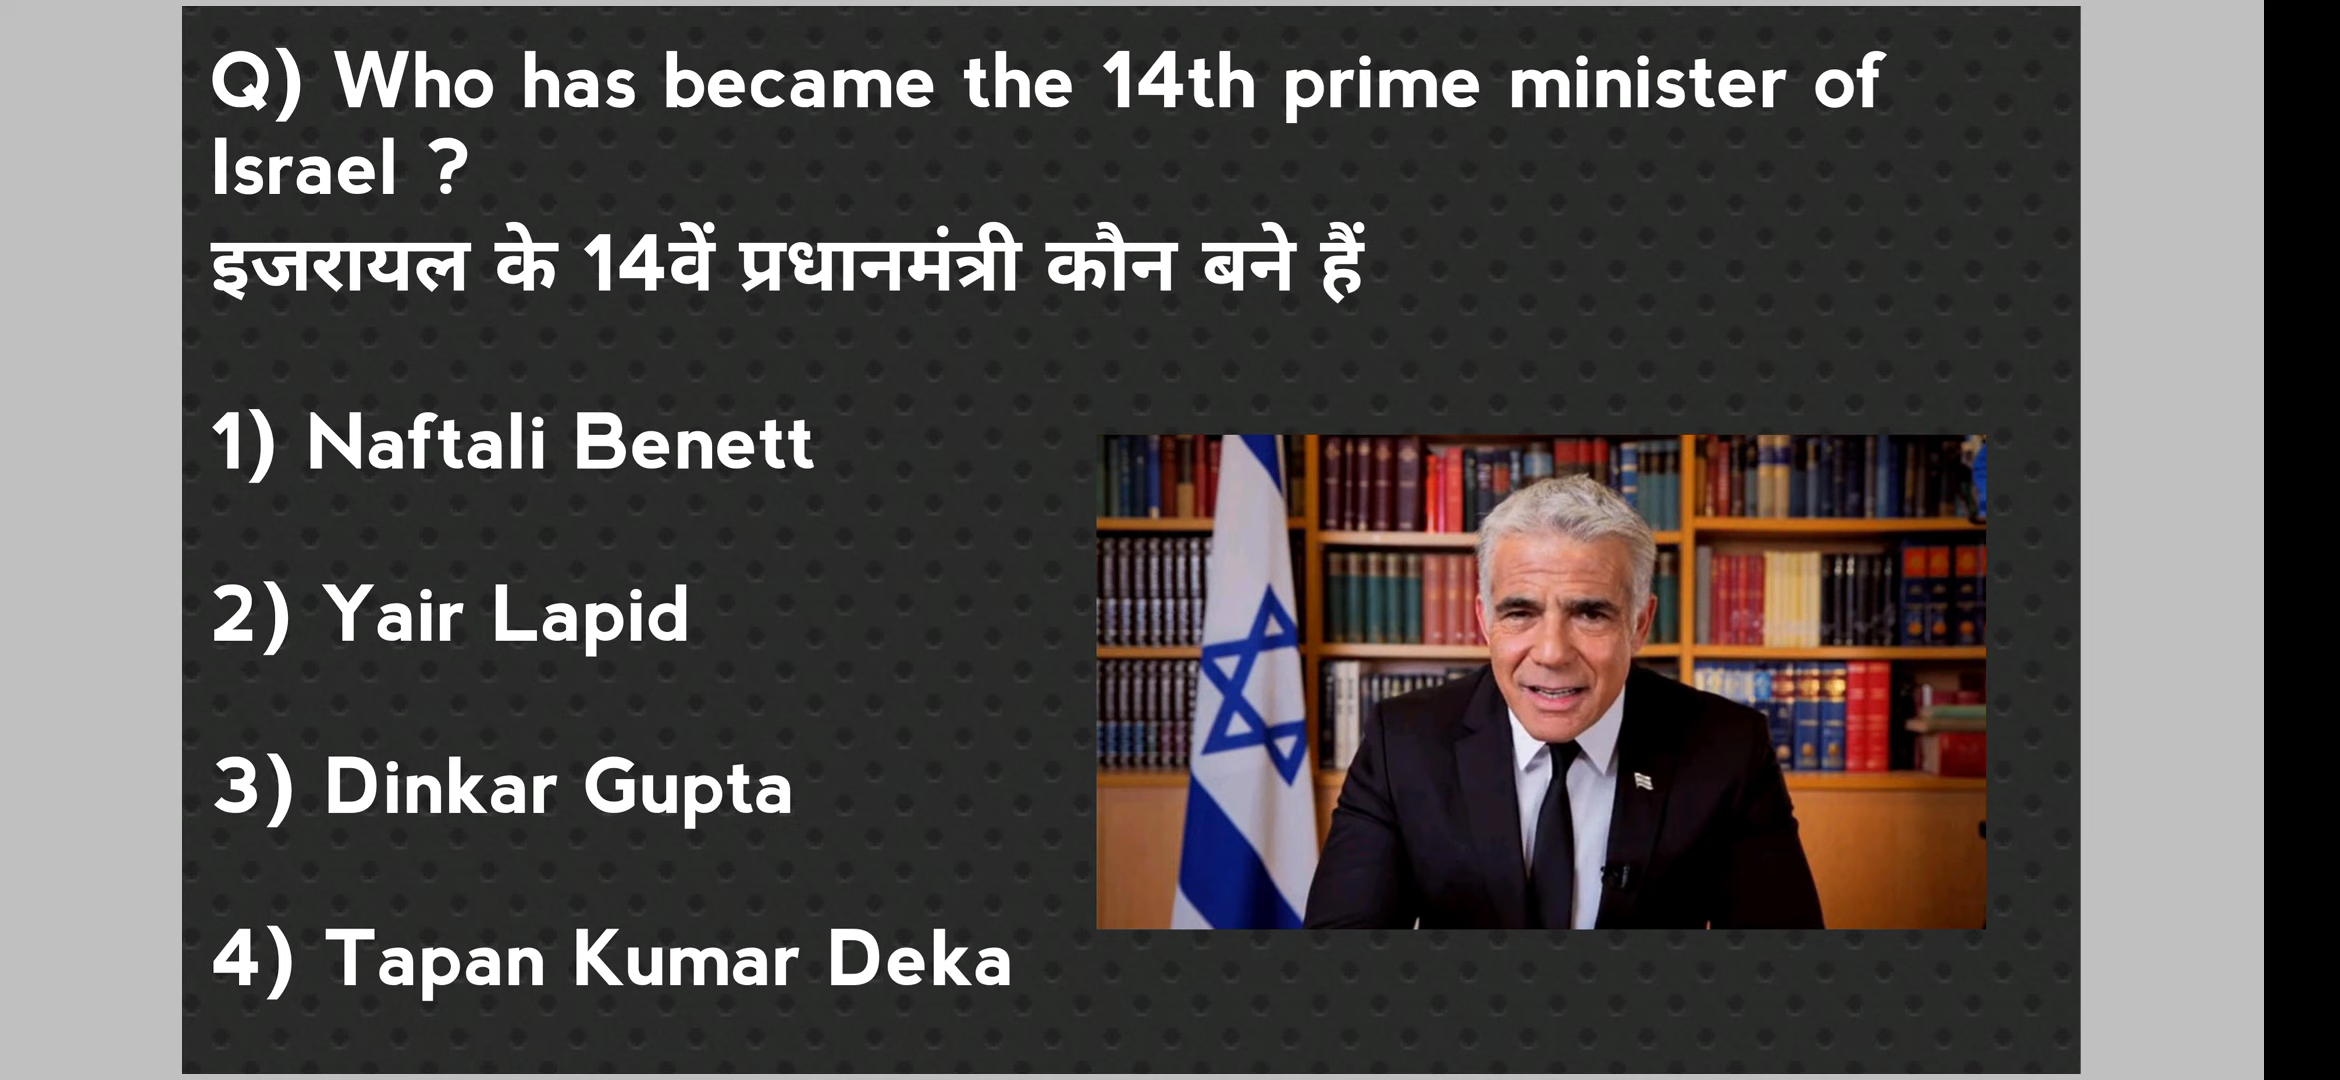 Q) Who has became the 14th prime minister of
Israel ?
इजरायल के 14वें प्रधानमंत्री कौन बने हैं
1) Naftali Benett
2) Yair Lapid
3) Dinkar Gupta
4) Tapan Kumar Deka